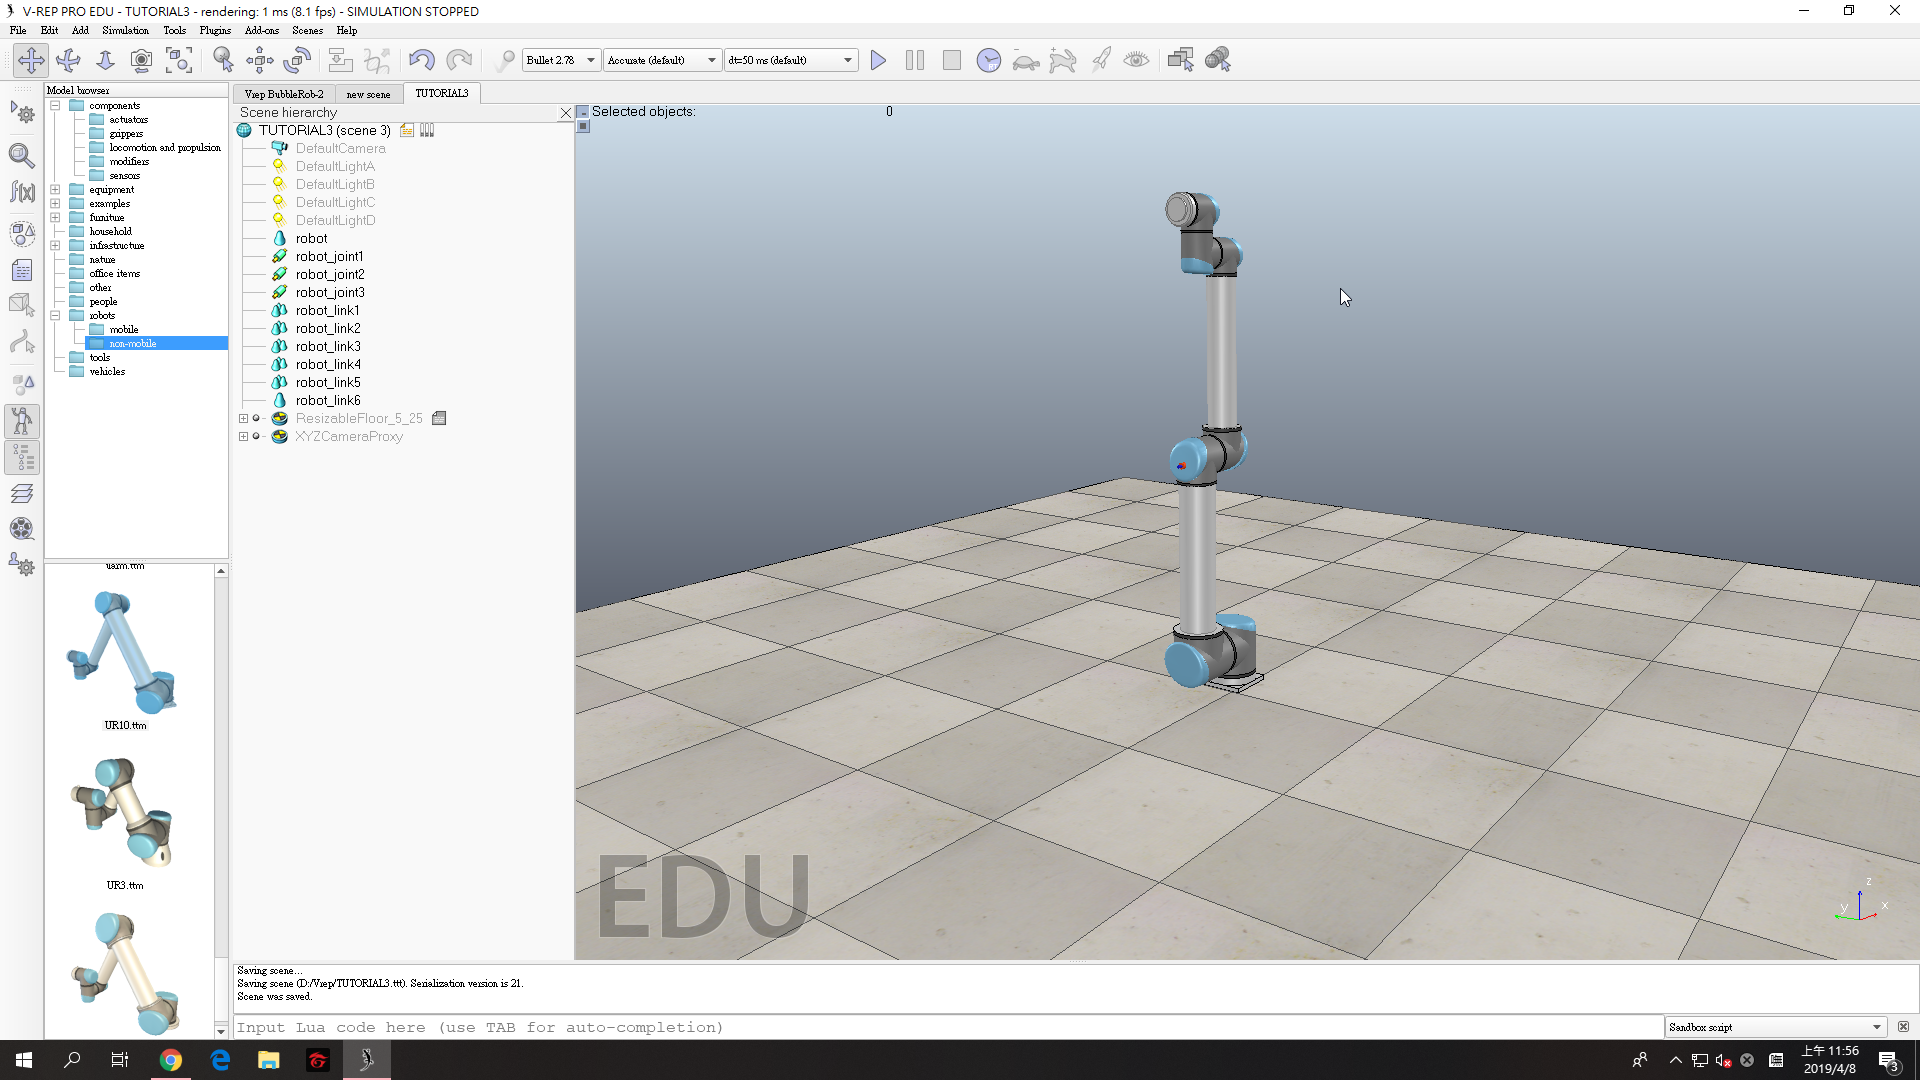 V-REP PRO EDU - TUTORIAL3 - rendering: 1 ms (8.1 fps) - SIMULATION STOPPED
File Edit Add Simulation Tools Plugins Add-ons Scenes Help
Bullet 2.78 Accurate (default) dt=50 ms (default)
Model browser
components
actuators
grippers
locomotion and propulsion
modifiers
sensors
equipment
examples
furniture
household
infrastructure
nature
office items
other
people
robots
mobile
non-mobile
tools
vehicles
uarm.ttm
UR10.ttm
UR3.ttm
Vrep BubbleRob-2 new scene TUTORIAL3
Scene hierarchy
TUTORIAL3 (scene 3)
DefaultCamera
DefaultLightA
DefaultLightB
DefaultLightC
DefaultLightD
robot
robot_joint1
robot_joint2
robot_joint3
robot_link1
robot_link2
robot_link3
robot_link4
robot_link5
robot_link6
ResizableFloor_5_25
XYZCameraProxy
Selected objects: 0
EDU
z
y
x
Saving scene...
Saving scene (D:/Vrep/TUTORIAL3.ttt). Serialization version is 21.
Scene was saved.
Input Lua code here (use TAB for auto-completion)
Sandbox script
上午 11:56
2019/4/8
3